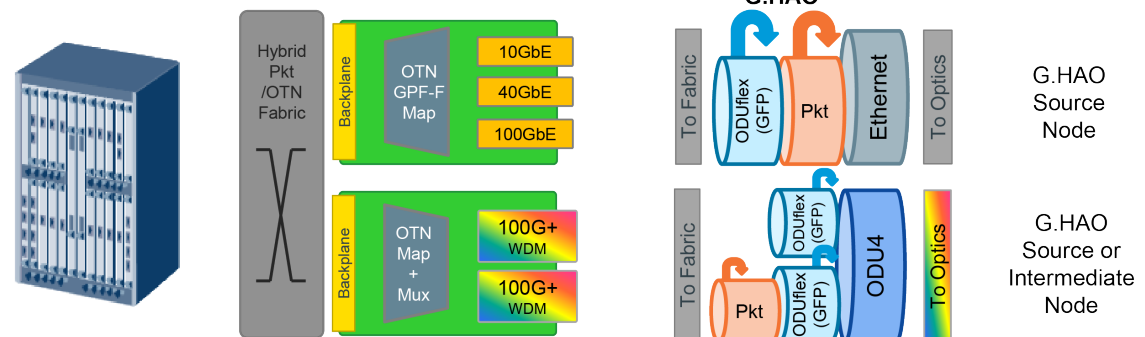 G.HAO
Hybrid
Pkt
/OTN
Fabric
Backplane
OTN
GPF-F
Map
10GbE
40GbE
100GbE
To Fabric
ODUflex
(GFP)
Pkt
Ethernet
To Optics
G.HAO
Source
Node
Backplane
OTN
Map
+
Mux
100G+
WDM
100G+
WDM
To Fabric
Pkt
ODUflex
(GFP)
ODUflex
(GFP)
ODU4
To Optics
G.HAO
Source or
Intermediate
Node